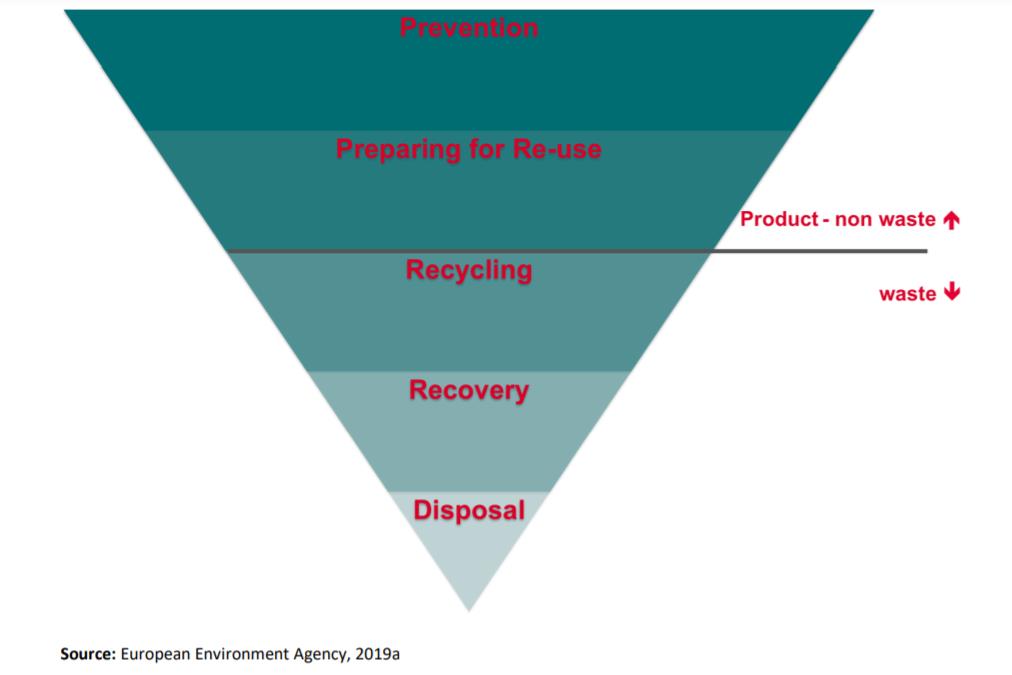 Prevention
Preparing for Re-use
Product - non waste ↑
Recycling
waste ↓
Recovery
Disposal
Source: European Environment Agency, 2019a